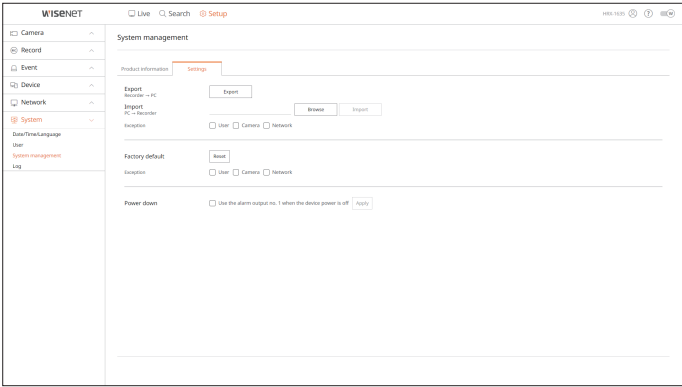 WISENET
Live Search Setup
HRX-1635 ? W
Camera
Record
Event
Device
Network
System
Date/Time/Language
User
System management
Log
System management
Product information Settings
Export
Recorder → PC
Export
Import
PC → Recorder
Browse Import
Exception User Camera Network
Factory default Reset
Exception User Camera Network
Power down Use the alarm output no. 1 when the device power is off. Apply